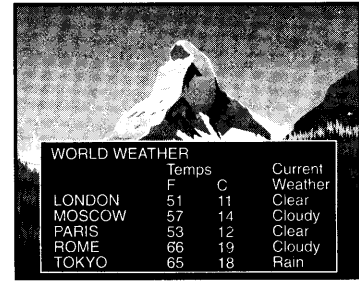 WORLD WEATHER
Temps Current
F C Weather
LONDON 51 11 Clear
MOSCOW 57 14 Cloudy
PARIS 53 12 Clear
ROME 66 19 Cloudy
TOKYO 65 18 Rain